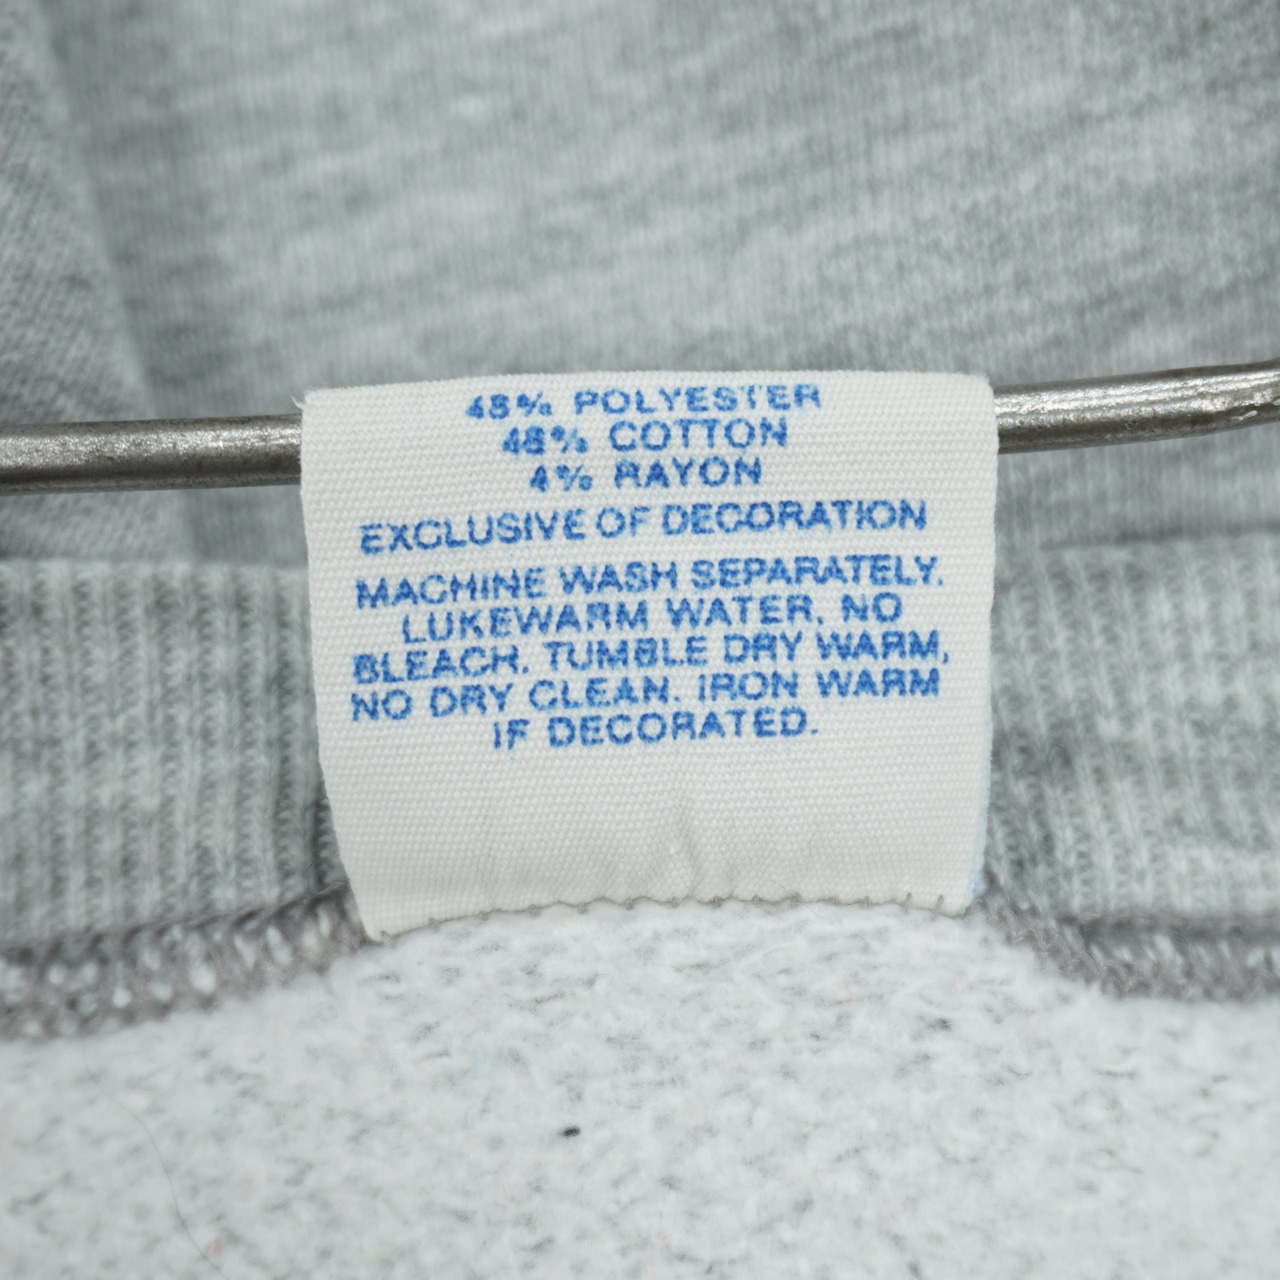 48% POLYESTER
48% COTTON
4% RAYON
EXCLUSIVE OF DECORATION
MACHINE WASH SEPARATELY.
LUKEWARM WATER, NO
BLEACH. TUMBLE DRY WARM,
NO DRY CLEAN. IRON WARM
IF DECORATED.